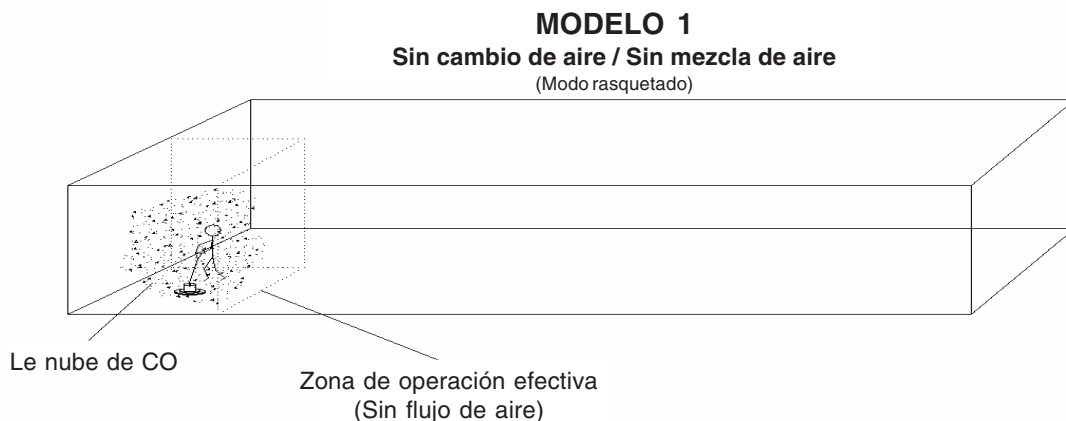 MODELO 1
Sin cambio de aire / Sin mezcla de aire
(Modo rasquetado)
Le nube de CO
Zona de operación efectiva
(Sin flujo de aire)